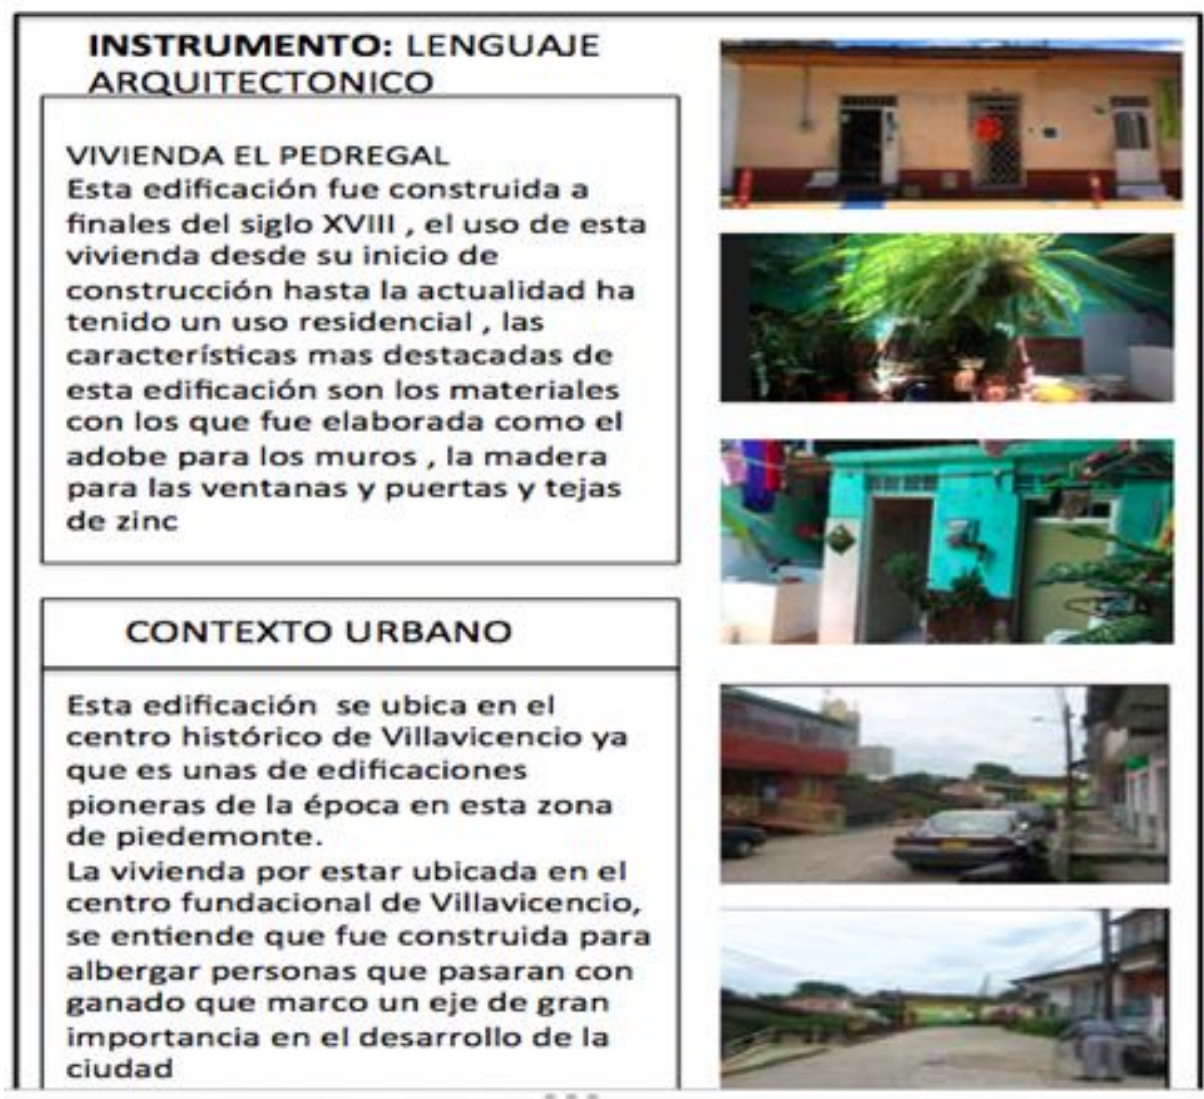 INSTRUMENTO: LENGUAJE
ARQUITECTONICO
VIVIENDA EL PEDREGAL
Esta edificación fue construida a
finales del siglo XVIII , el uso de esta
vivienda desde su inicio de
construcción hasta la actualidad ha
tenido un uso residencial , las
características mas destacadas de
esta edificación son los materiales
con los que fue elaborada como el
adobe para los muros , la madera
para las ventanas y puertas y tejas
de zinc
CONTEXTO URBANO
Esta edificación  se ubica en el
centro histórico de Villavicencio ya
que es unas de edificaciones
pioneras de la época en esta zona
de piedemonte.
La vivienda por estar ubicada en el
centro fundacional de Villavicencio,
se entiende que fue construida para
albergar personas que pasaran con
ganado que marco un eje de gran
importancia en el desarrollo de la
ciudad